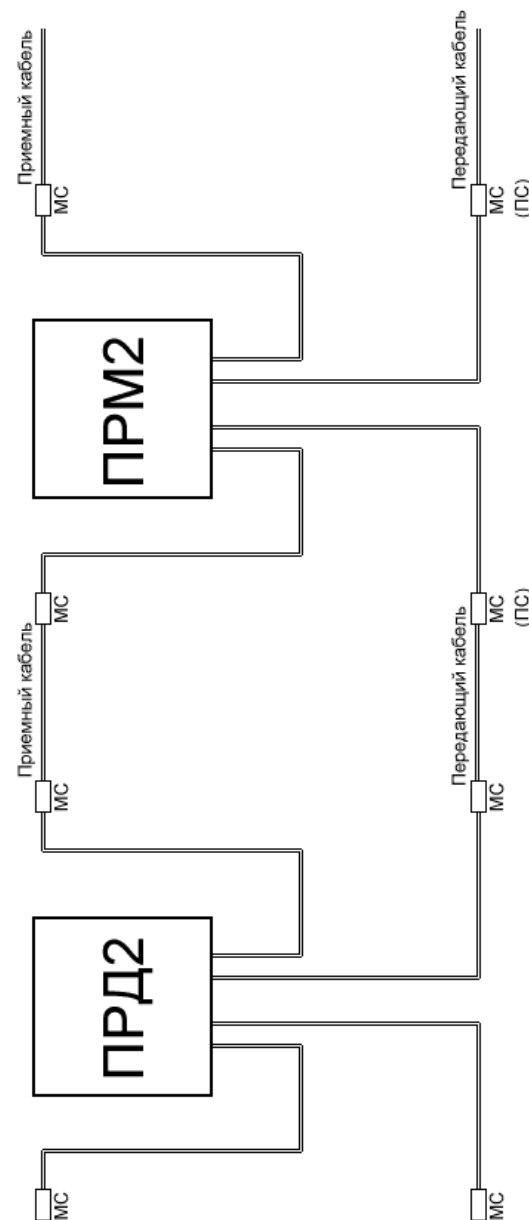 Приемный кабель
МС
Передающий кабель
МС
(ПС)
ПРМ2
МС
Приемный кабель
МС
(ПС)
Передающий кабель
МС
МС
ПРД2
МС
МС